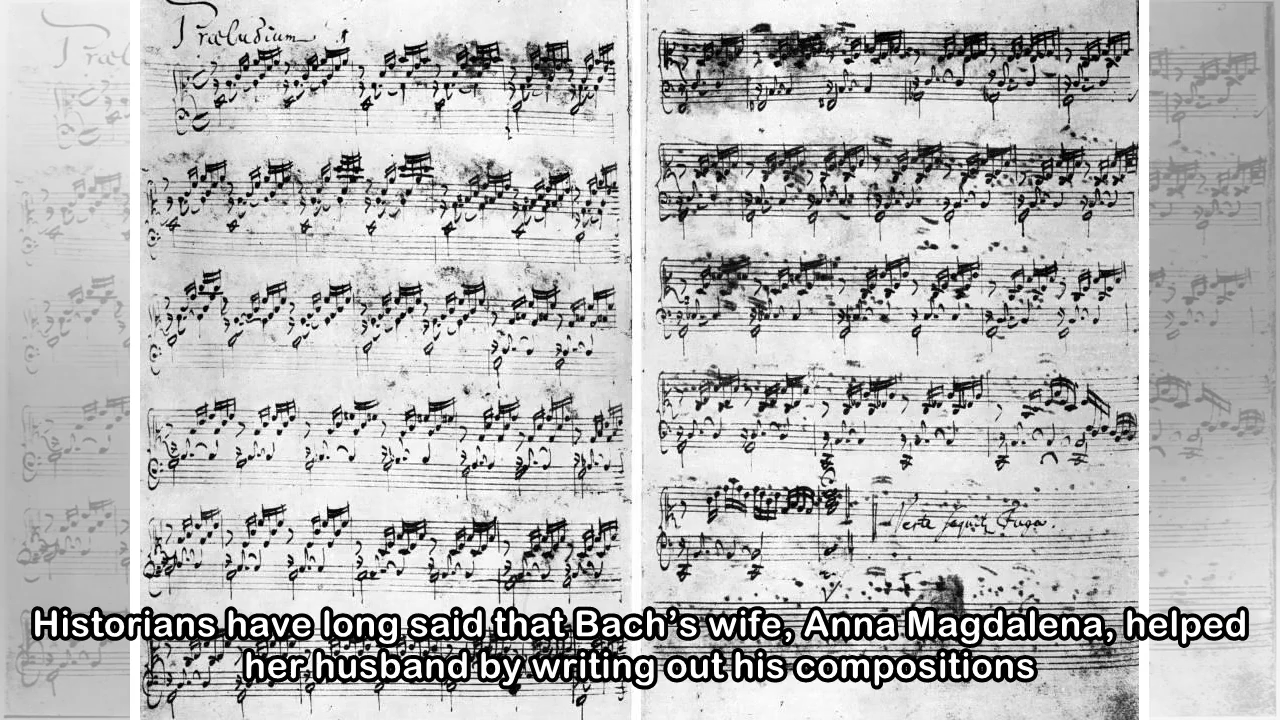 Præludium 1
Verte sequitur Fuga.
Historians have long said that Bach's wife, Anna Magdalena, helped
her husband by writing out his compositions